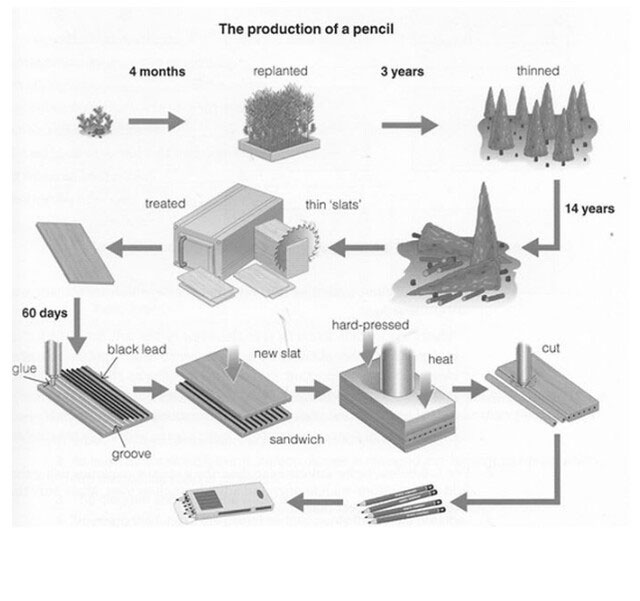 The production of a pencil
4 months
replanted
3 years
thinned
14 years
thin 'slats'
treated
60 days
glue
black lead
groove
new slat
sandwich
hard-pressed
heat
cut